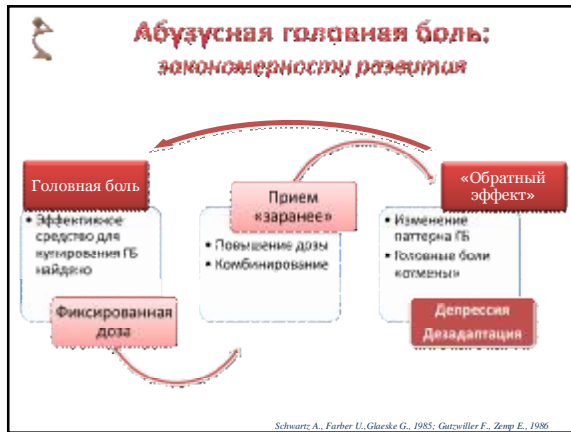 Абузусная головная боль:
закономерности развития
Головная боль
• Эффективное
средство для
купирования ГБ
найдено
Фиксированная
доза
Прием
«заранее»
• Повышение дозы
• Комбинирование
«Обратный
эффект»
• Изменение
паттерна ГБ
• Головные боли
«отмены»
Депрессия
Дезадаптация
Schwartz A., Farber U.,Glaeske G., 1985; Gutzwiller F., Zemp E., 1986